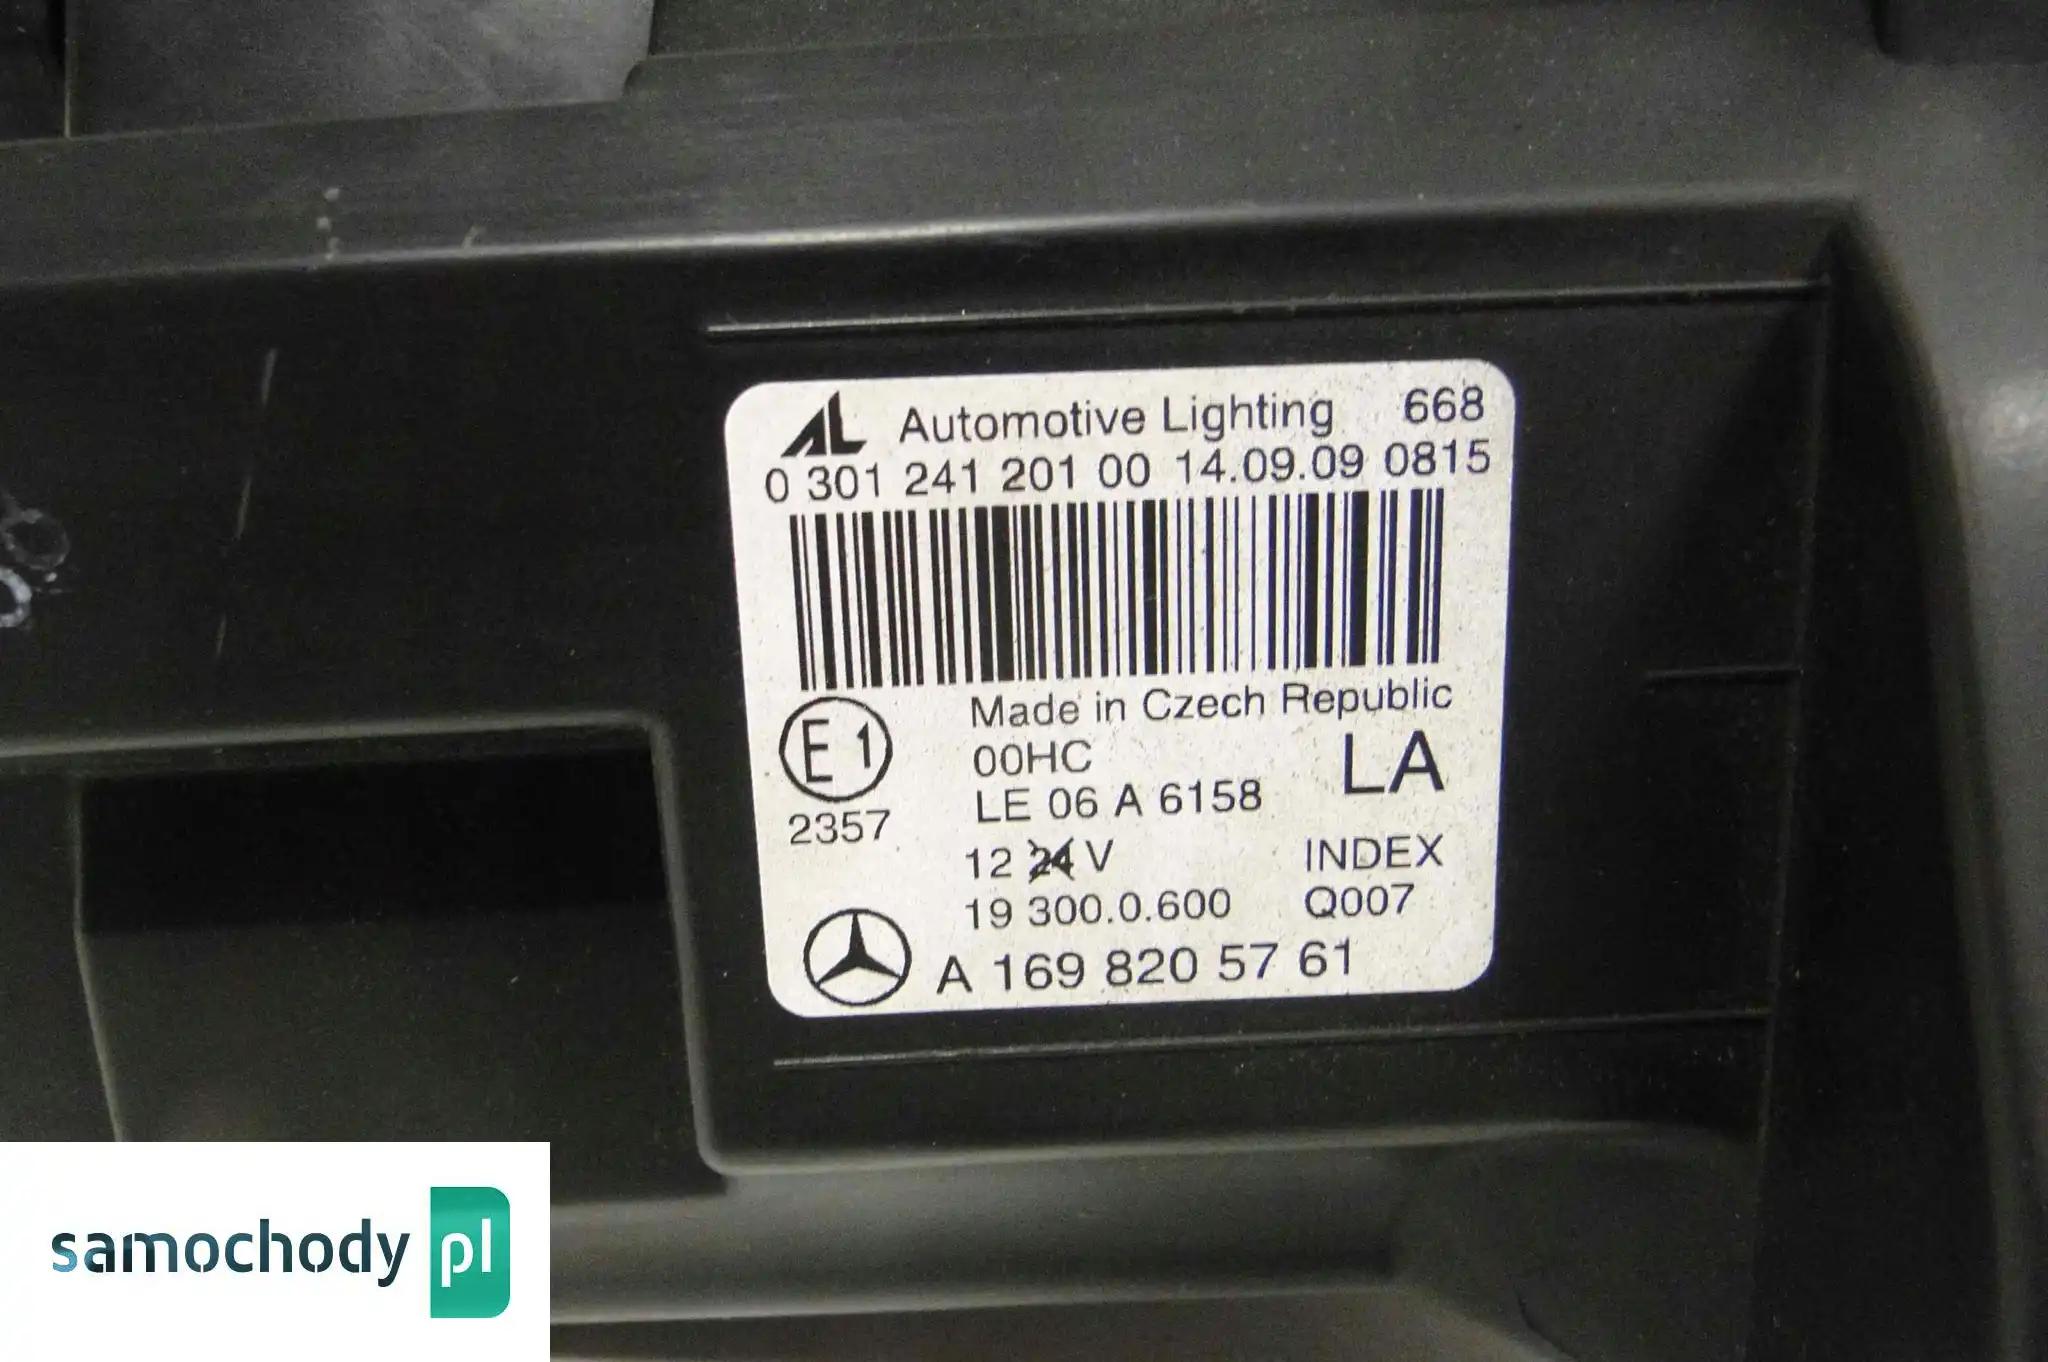 AL Automotive Lighting 668
0 301 241 201 00 14.09.09 0815
Made in Czech Republic
E1
00HC
LA
LE 06 A 6158
2357
12 24 V
INDEX
19 300.0.600
Q007
A 169 820 57 61
samochody pl